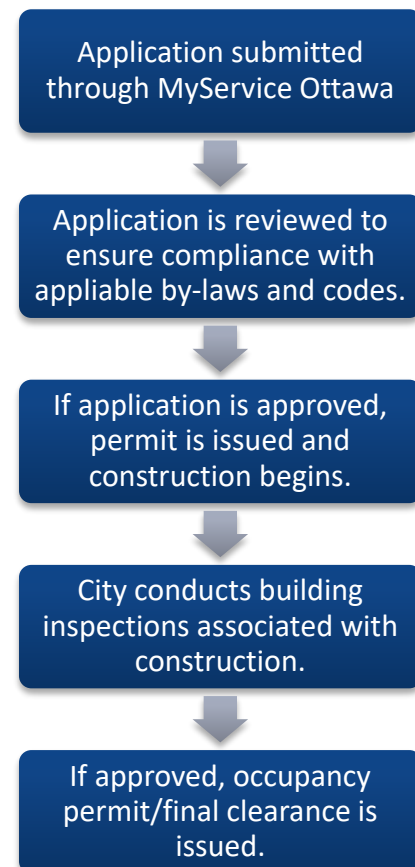 Application submitted
through MyService Ottawa
Application is reviewed to
ensure compliance with
appliable by-laws and codes.
If application is approved,
permit is issued and
construction begins.
City conducts building
inspections associated with
construction.
If approved, occupancy
permit/final clearance is
issued.